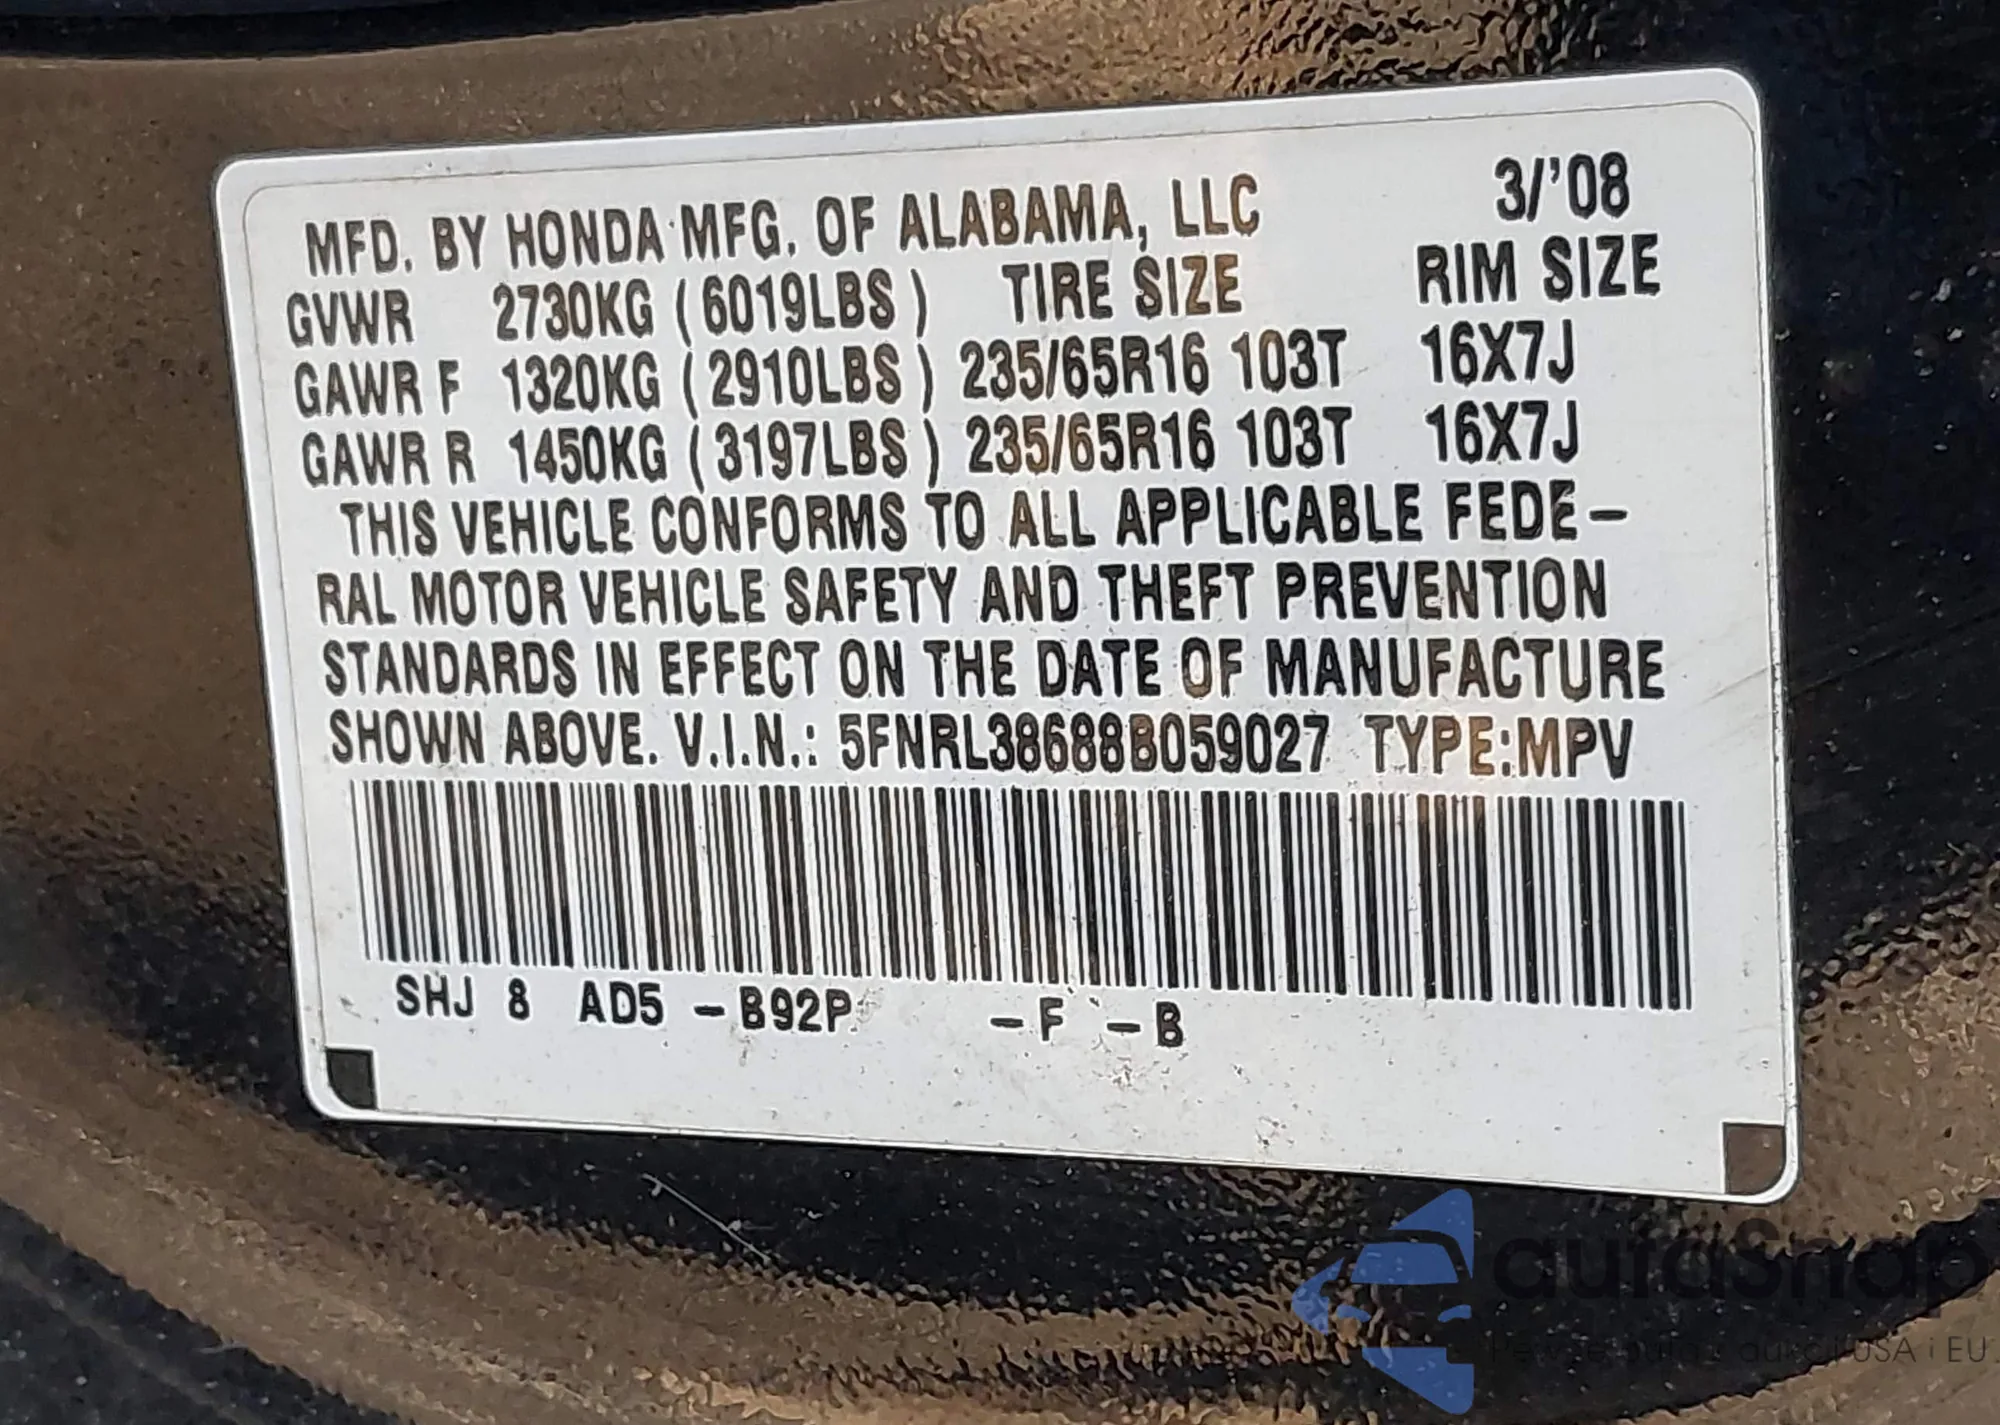 MFD. BY HONDA MFG. OF ALABAMA, LLC 3/'08
GVWR 2730KG (6019LBS) TIRE SIZE RIM SIZE
GAWR F 1320KG (2910LBS) 235/65R16 103T 16X7J
GAWR R 1450KG (3197LBS) 235/65R16 103T 16X7J
THIS VEHICLE CONFORMS TO ALL APPLICABLE FEDE-
RAL MOTOR VEHICLE SAFETY AND THEFT PREVENTION
STANDARDS IN EFFECT ON THE DATE OF MANUFACTURE
SHOWN ABOVE. V.I.N.: 5FNRL38688B059027 TYPE:MPV
SHJ 8 AD5 -B92P -F -B
autaSnap
USA i EU